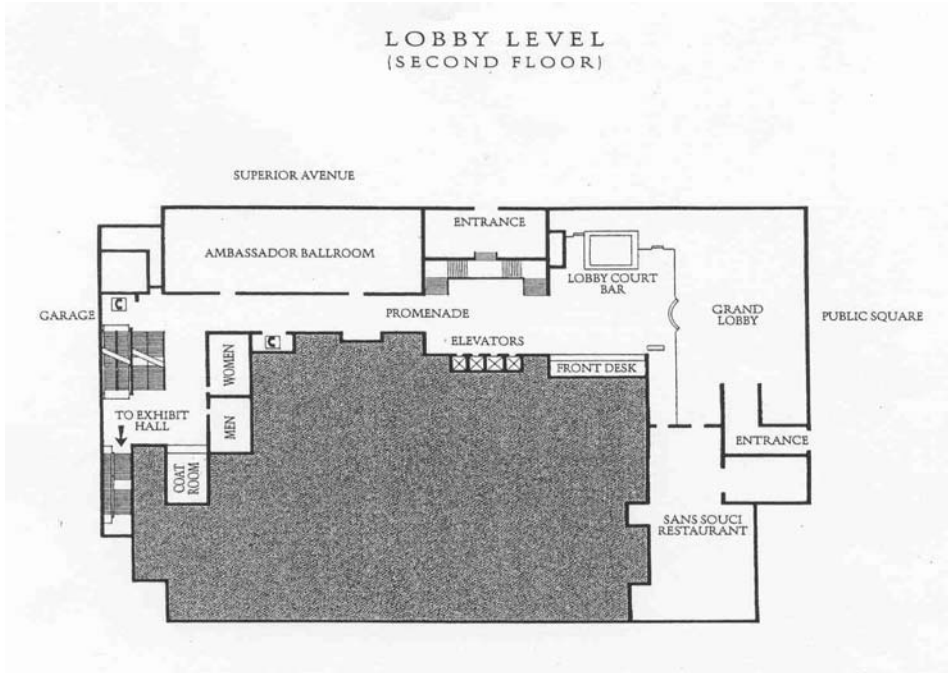 LOBBY LEVEL
(SECOND FLOOR)
SUPERIOR AVENUE
ENTRANCE
AMBASSADOR BALLROOM
LOBBY COURT
BAR
GARAGE
PROMENADE
GRAND
LOBBY
PUBLIC SQUARE
ELEVATORS
WOMEN
FRONT DESK
TO EXHIBIT
HALL
MEN
ENTRANCE
COAT
ROOM
SANS SOUCI
RESTAURANT